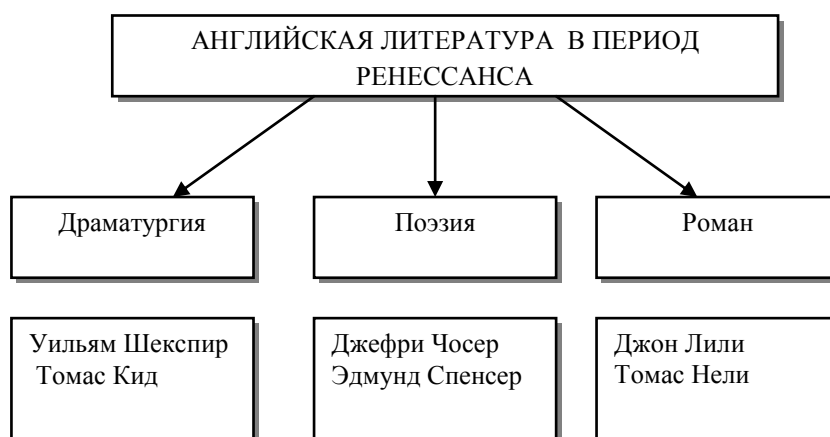 АНГЛИЙСКАЯ ЛИТЕРАТУРА В ПЕРИОД
РЕНЕССАНСА
Драматургия
Поэзия
Роман
Уильям Шекспир
Томас Кид
Джефри Чосер
Эдмунд Спенсер
Джон Лили
Томас Нели